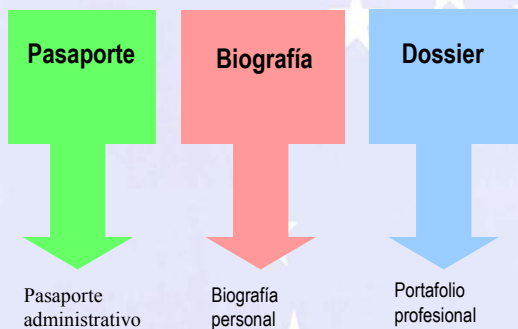 Pasaporte
Biografía
Dossier
Pasaporte
administrativo
Biografía
personal
Portafolio
profesional